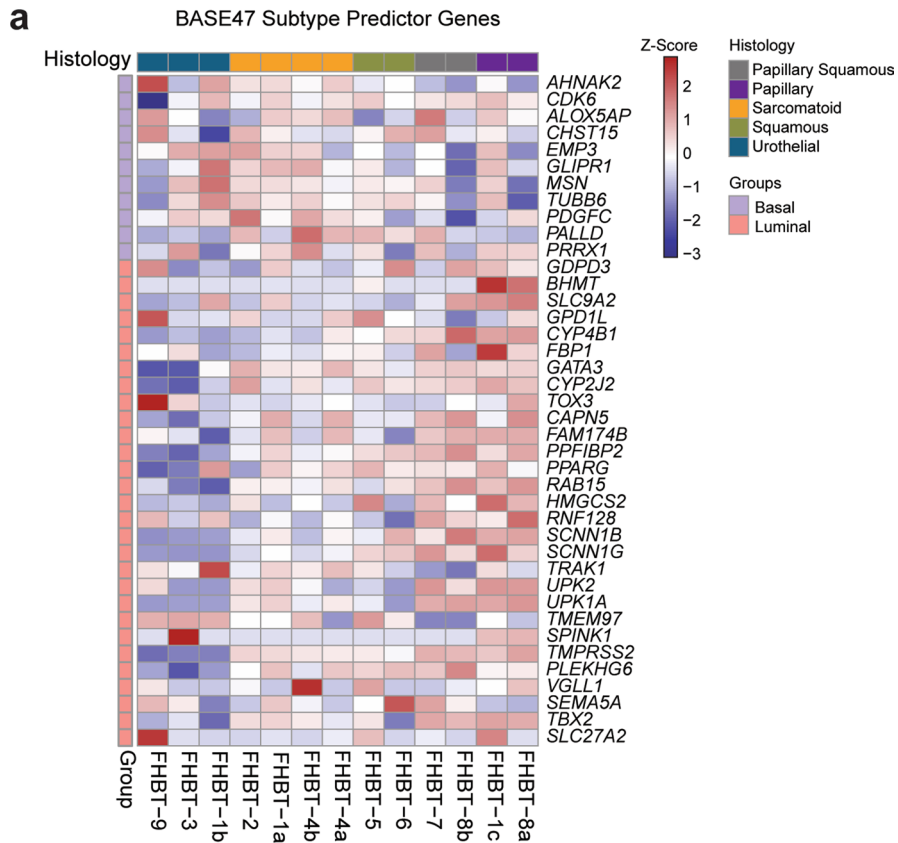 a
BASE47 Subtype Predictor Genes
Histology
Z-Score
2
1
0
−1
−2
−3
Histology
Papillary Squamous
Papillary
Sarcomatoid
Squamous
Urothelial
Groups
Basal
Luminal
AHNAK2
CDK6
ALOX5AP
CHST15
EMP3
GLIPR1
MSN
TUBB6
PDGFC
PALLD
PRRX1
GDPD3
BHMT
SLC9A2
GPD1L
CYP4B1
FBP1
GATA3
CYP2J2
TOX3
CAPN5
FAM174B
PPFIBP2
PPARG
RAB15
HMGCS2
RNF128
SCNN1B
SCNN1G
TRAK1
UPK2
UPK1A
TMEM97
SPINK1
TMPRSS2
PLEKHG6
VGLL1
SEMA5A
TBX2
SLC27A2
Group
FHBT−9
FHBT−3
FHBT−1b
FHBT−2
FHBT−1a
FHBT−4b
FHBT−4a
FHBT−5
FHBT−6
FHBT−7
FHBT−8b
FHBT−1c
FHBT−8a